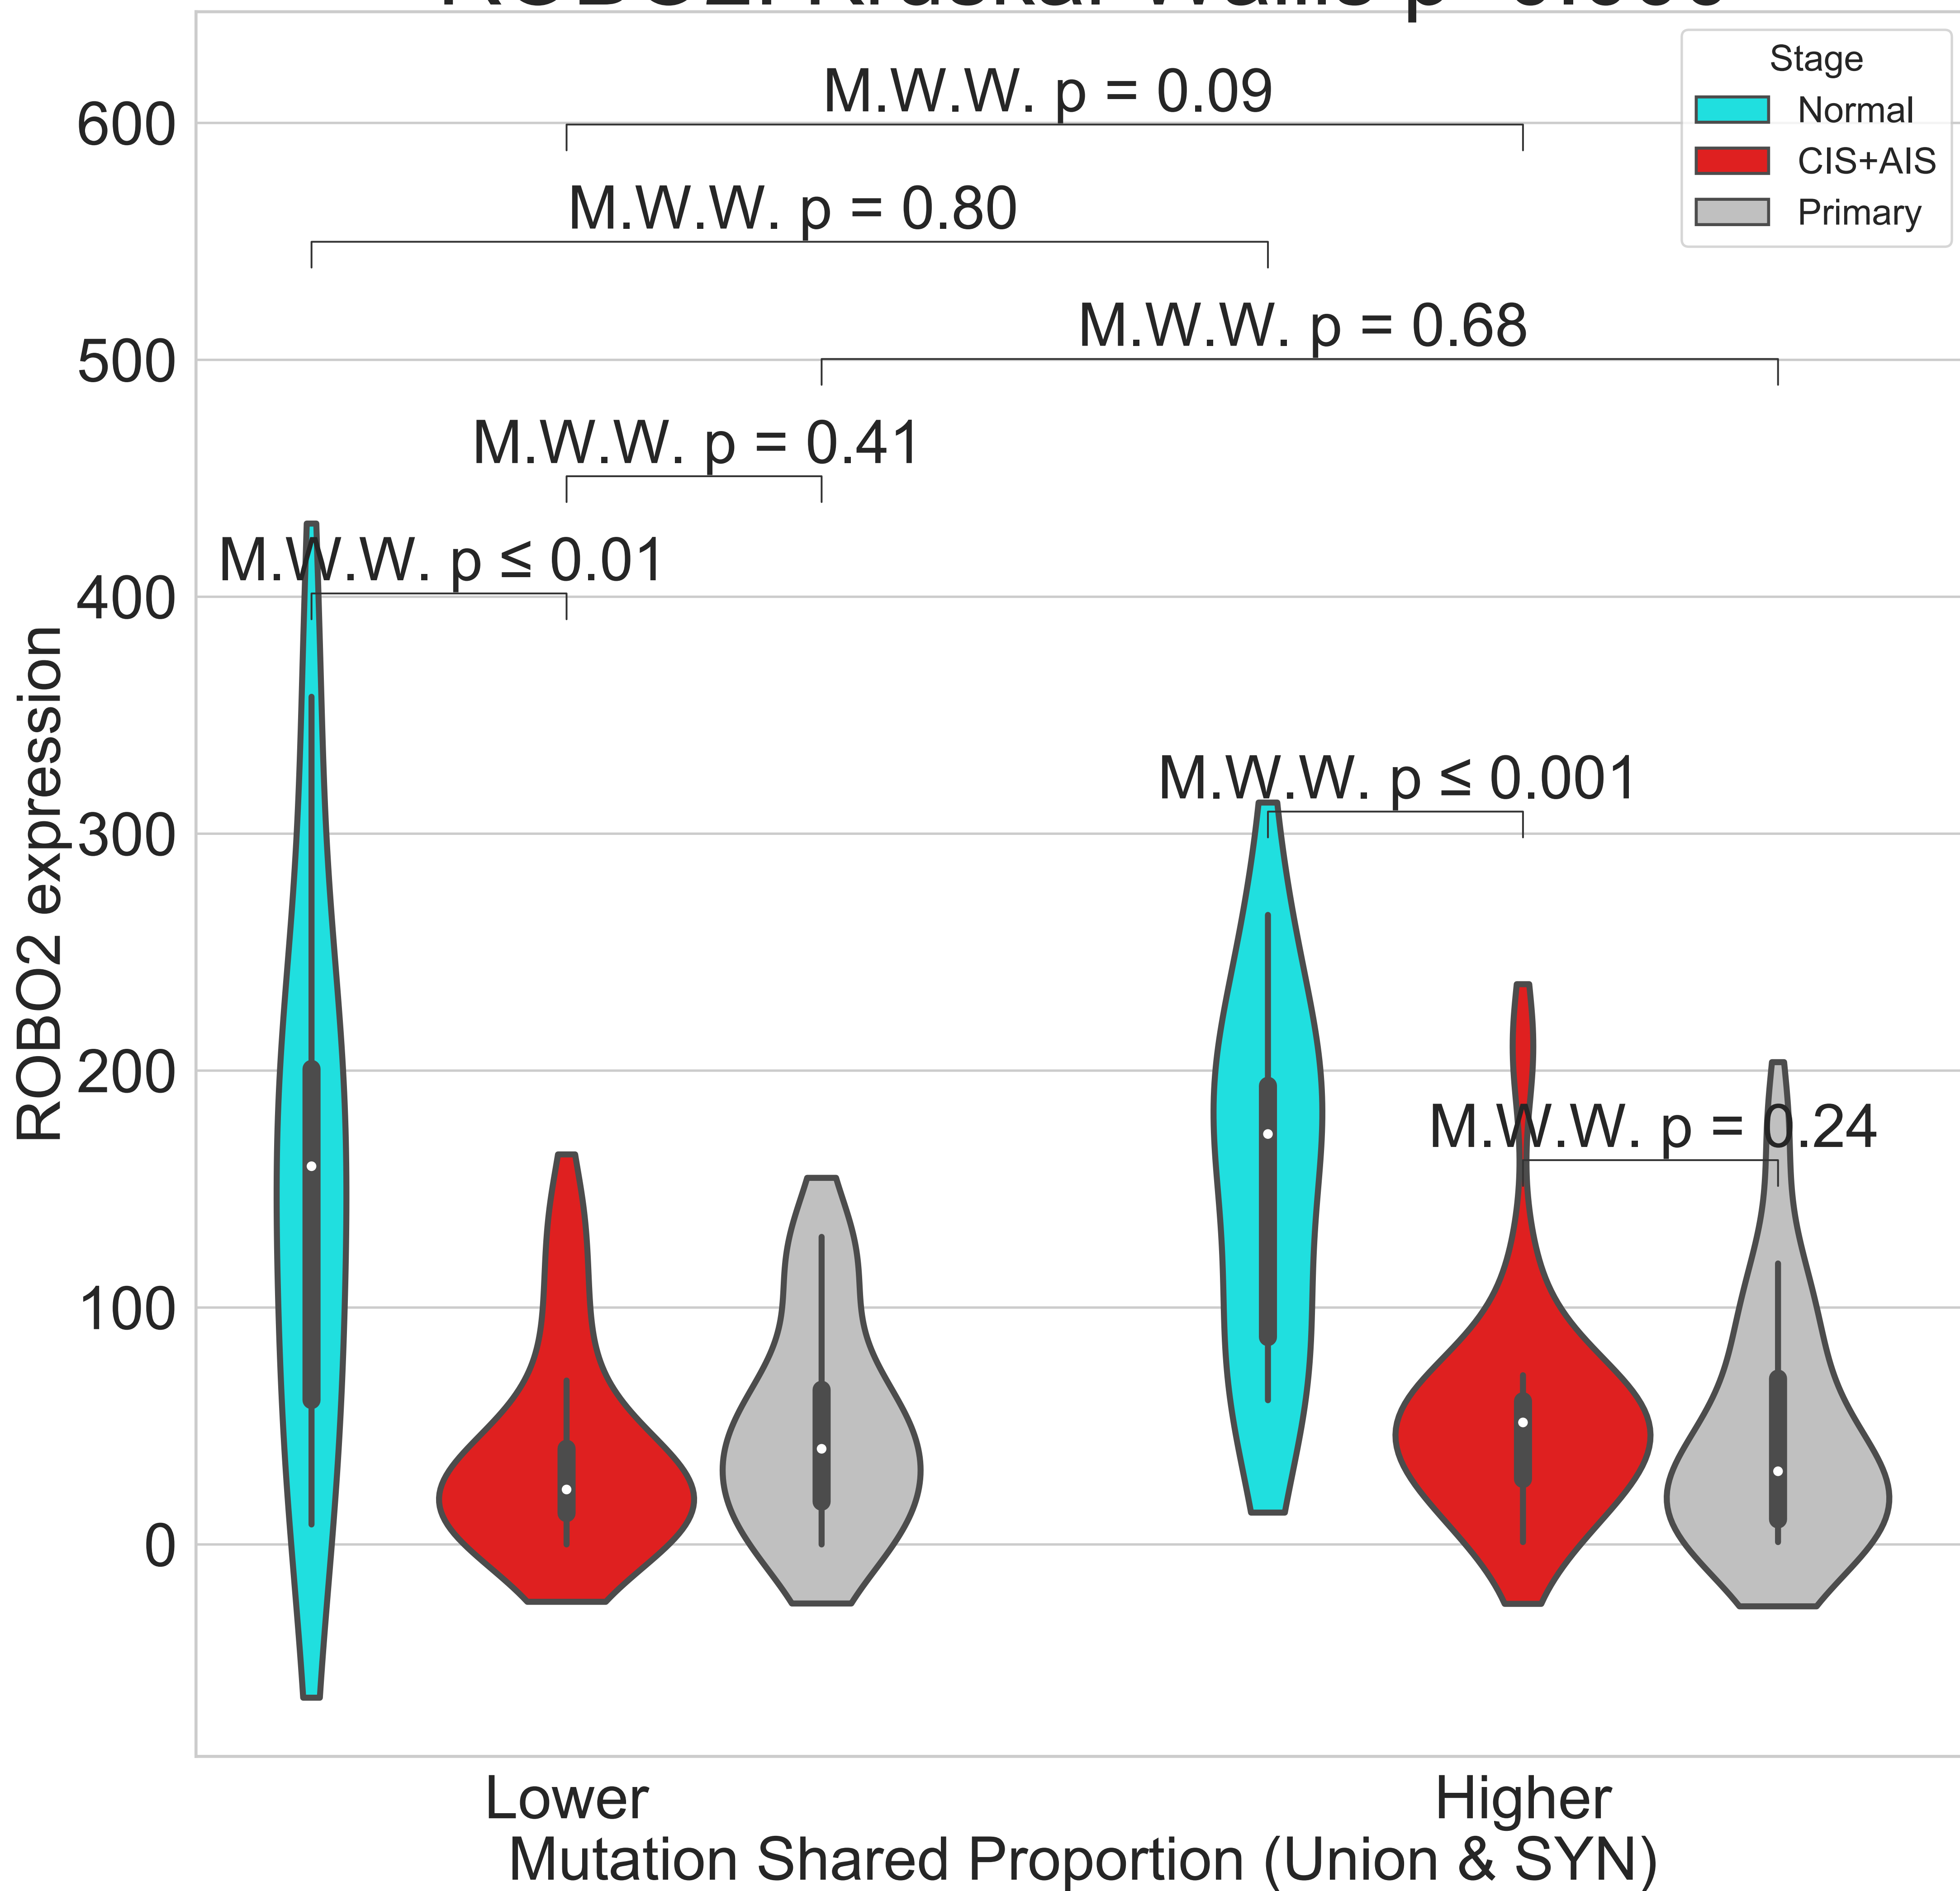 Stage
Normal
CIS+AIS
Primary
M.W.W. p = 0.09
M.W.W. p = 0.80
M.W.W. p = 0.68
M.W.W. p = 0.41
M.W.W. p ≤ 0.01
M.W.W. p ≤ 0.001
M.W.W. p = 0.24
600
500
400
300
200
100
0
ROBO2 expression
Lower
Higher
Mutation Shared Proportion (Union & SYN)